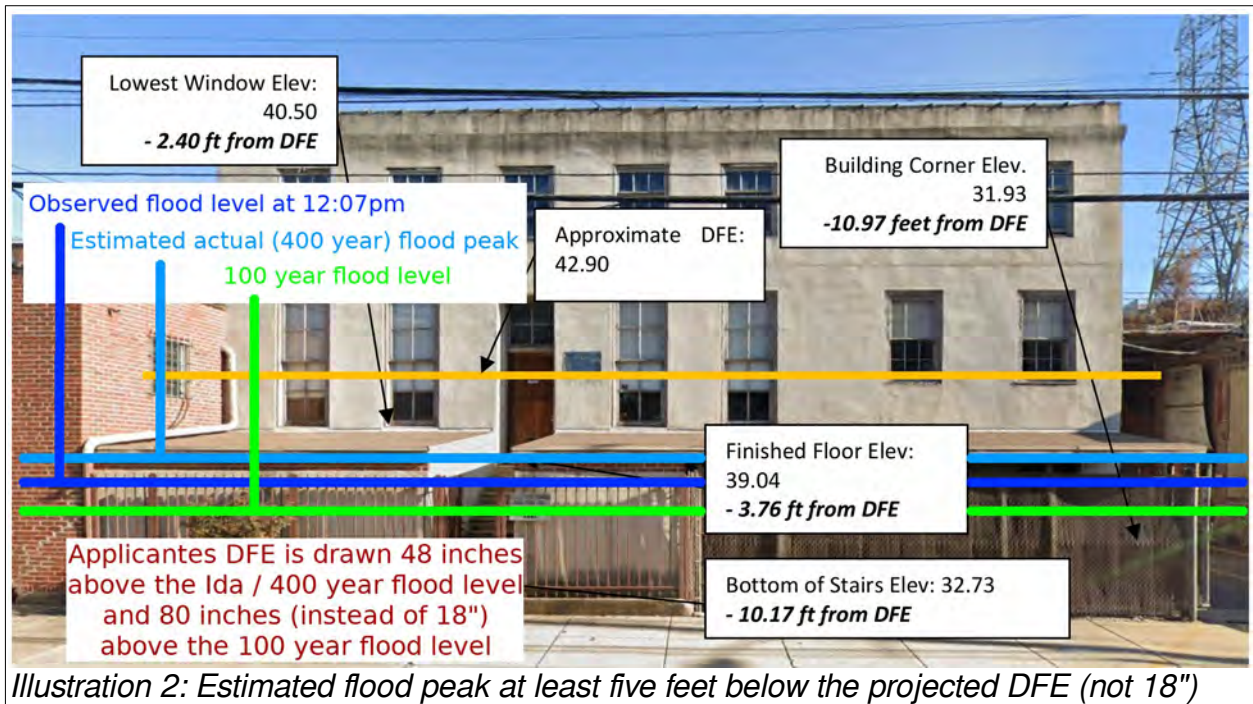 Lowest Window Elev:
40.50
- 2.40 ft from DFE
Building Corner Elev.
31.93
-10.97 feet from DFE
Observed flood level at 12:07pm
Estimated actual (400 year) flood peak
100 year flood level
Approximate DFE:
42.90
Finished Floor Elev:
39.04
- 3.76 ft from DFE
Applicantes DFE is drawn 48 inches
above the Ida / 400 year flood level
and 80 inches (instead of 18")
above the 100 year flood level
Bottom of Stairs Elev: 32.73
- 10.17 ft from DFE
Illustration 2: Estimated flood peak at least five feet below the projected DFE (not 18")